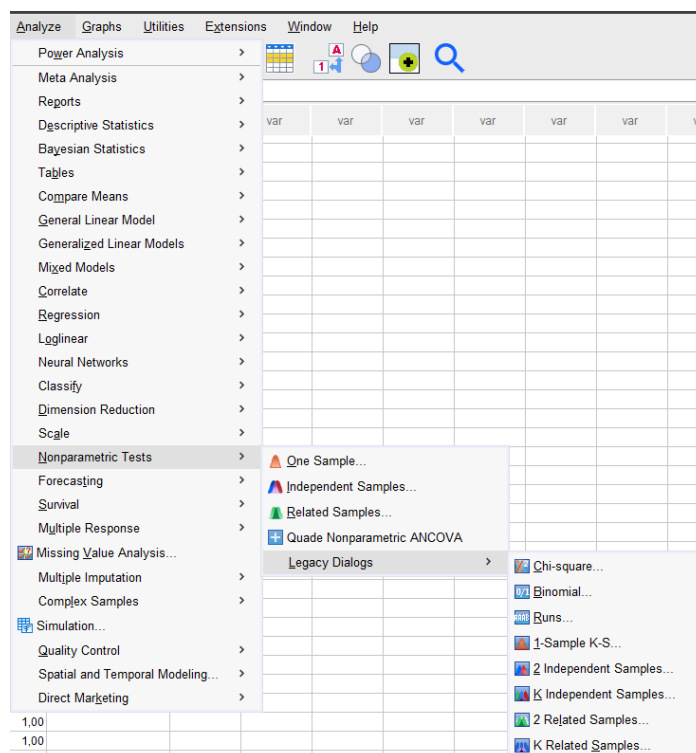 Analyze Graphs Utilities Extensions Window Help
Power Analysis
A
1
Meta Analysis
Reports
Descriptive Statistics
var var var var var var
Bayesian Statistics
Tables
Compare Means
General Linear Model
Generalized Linear Models
Mixed Models
Correlate
Regression
Loglinear
Neural Networks
Classify
Dimension Reduction
Scale
Nonparametric Tests
One Sample...
Forecasting
Independent Samples...
Survival
Related Samples...
Multiple Response
Quade Nonparametric ANCOVA
Missing Value Analysis...
Legacy Dialogs
Chi-square...
Multiple Imputation
0/1 Binomial...
Complex Samples
Runs...
Simulation...
1-Sample K-S...
Quality Control
2 Independent Samples...
Spatial and Temporal Modeling...
K Independent Samples...
Direct Marketing
2 Related Samples...
1,00
1,00
K Related Samples...